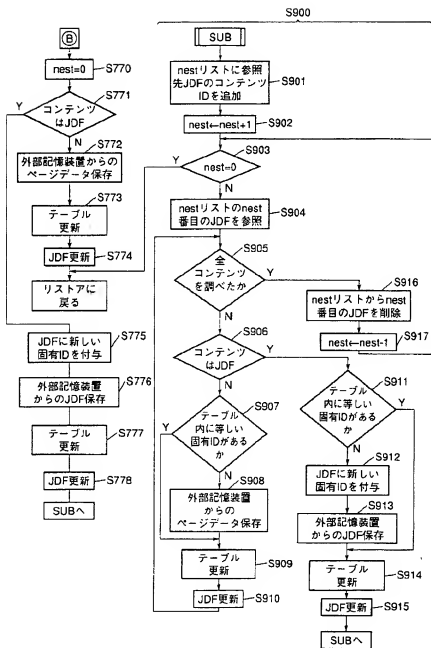 B
nest=0
S770
コンテンツ
はJDF
S771
Y
N
外部記憶装置からの
ページデータ保存
S772
テーブル
更新
S773
JDF更新
S774
リストアに
戻る
JDFに新しい
固有IDを付与
S775
外部記憶装置
からのJDF保存
S776
テーブル
更新
S777
JDF更新
S778
SUBへ
S900
SUB
nestリストに参照
先JDFのコンテンツ
IDを追加
S901
nest←nest+1
S902
nest=0
S903
Y
N
nestリストのnest
番目のJDFを参照
S904
全
コンテンツ
を調べたか
S905
Y
N
nestリストからnest
番目のJDFを削除
S916
nest←nest-1
S917
コンテンツ
はJDF
S906
Y
N
テーブル
内に等しい
固有IDがある
か
S907
Y
N
外部記憶装置
からの
ページデータ保存
S908
テーブル
更新
S909
JDF更新
S910
テーブル
内に等しい
固有IDがある
か
S911
Y
N
JDFに新しい
固有IDを付与
S912
外部記憶装置
からのJDF保存
S913
テーブル
更新
S914
JDF更新
S915
SUBへ